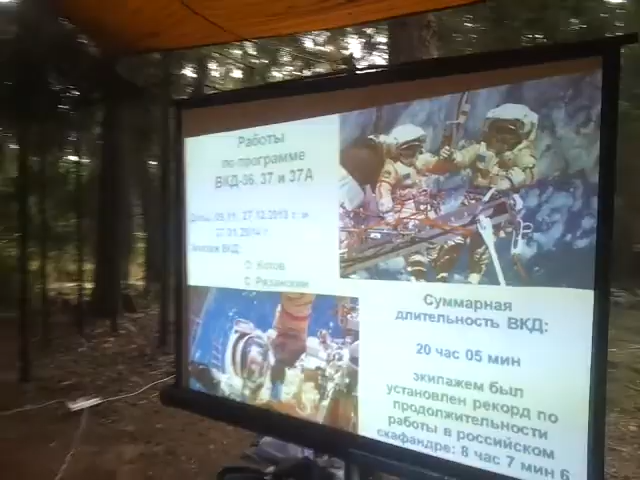 Работы
по программе
ВКД-36, 37 и 37А
Даты: 09.11, 27.12.2013 г. и
27.01.2014 г.
Экипаж ВКД:
О. Котов
С. Рязанский
Суммарная
длительность ВКД:
20 час 05 мин
экипажем был
установлен рекорд по
продолжительности
работы в российском
скафандре: 8 час 7 мин 6